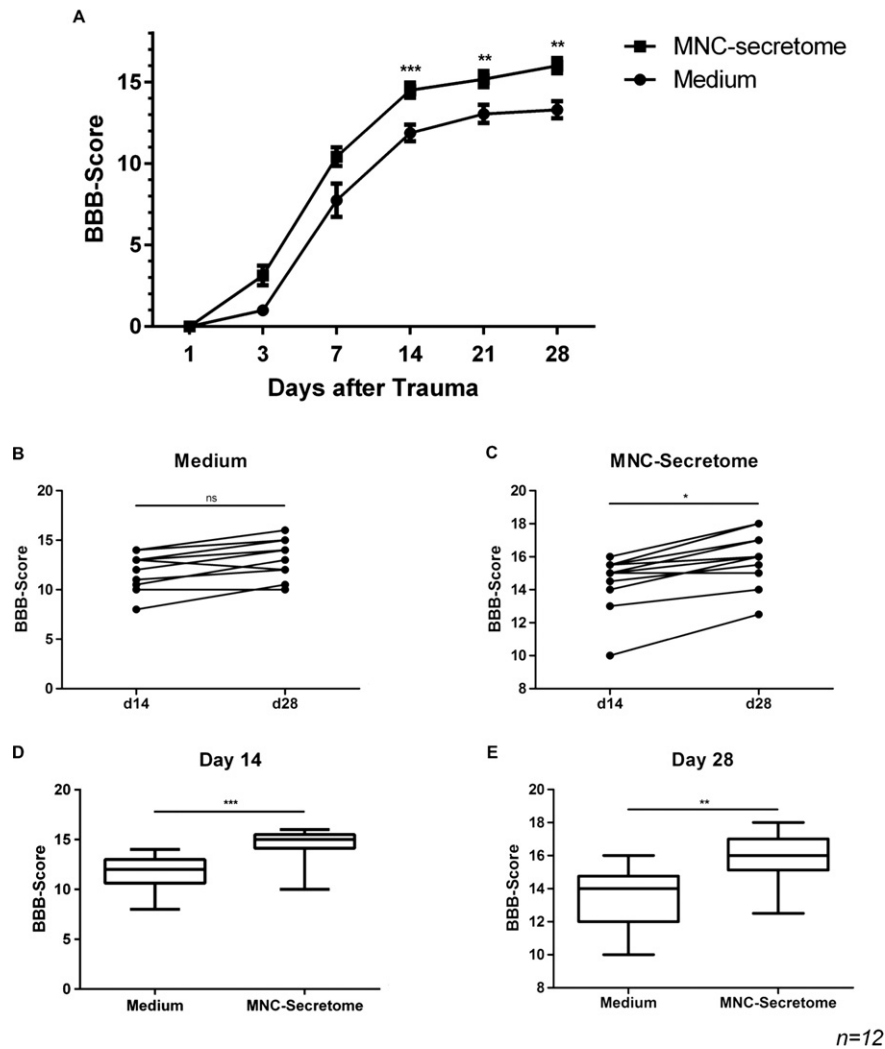 A
BBB-Score
15
10
5
0
***
**
**
1 3 7 14 21 28
Days after Trauma
MNC-secretome
Medium
B
Medium
BBB-Score
20
15
10
5
0
ns
d14 d28
C
MNC-Secretome
BBB-Score
20
18
16
14
12
10
8
*
d14 d28
D
Day 14
BBB-Score
20
15
10
5
0
***
Medium MNC-Secretome
E
Day 28
BBB-Score
20
18
16
14
12
10
8
**
Medium MNC-Secretome
n=12